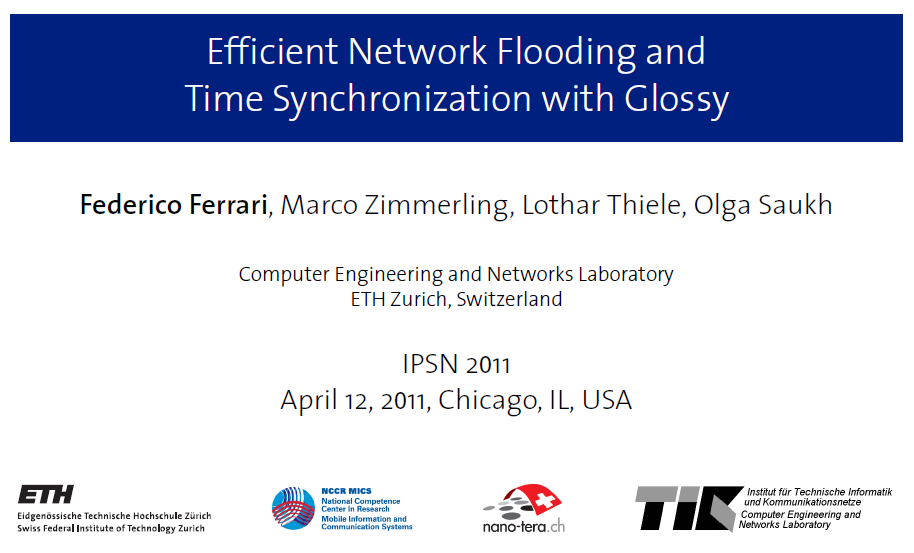 Efficient Network Flooding and
Time Synchronization with Glossy
Federico Ferrari, Marco Zimmerling, Lothar Thiele, Olga Saukh
Computer Engineering and Networks Laboratory
ETH Zurich, Switzerland
IPSN 2011
April 12, 2011, Chicago, IL, USA
ETH
Eidgenössische Technische Hochschule Zürich
Swiss Federal Institute of Technology Zurich
NCCR MICS
National Competence
Center in Research
Mobile Information and
Communication Systems
nano-tera.ch
TIK
Institut für Technische Informatik
und Kommunikationsnetze
Computer Engineering and
Networks Laboratory